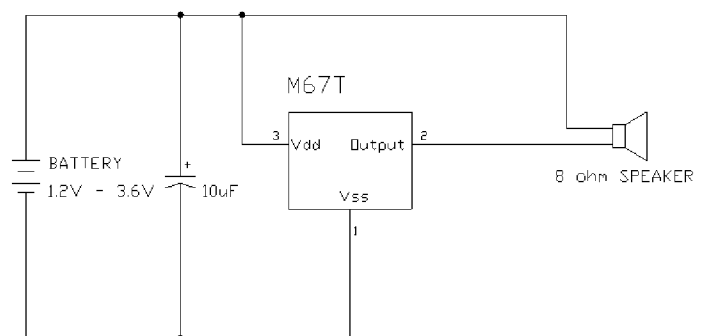 M67T
3
Vdd
Output
2
BATTERY
1.2V - 3.6V
+
10uF
8 ohm SPEAKER
Vss
1